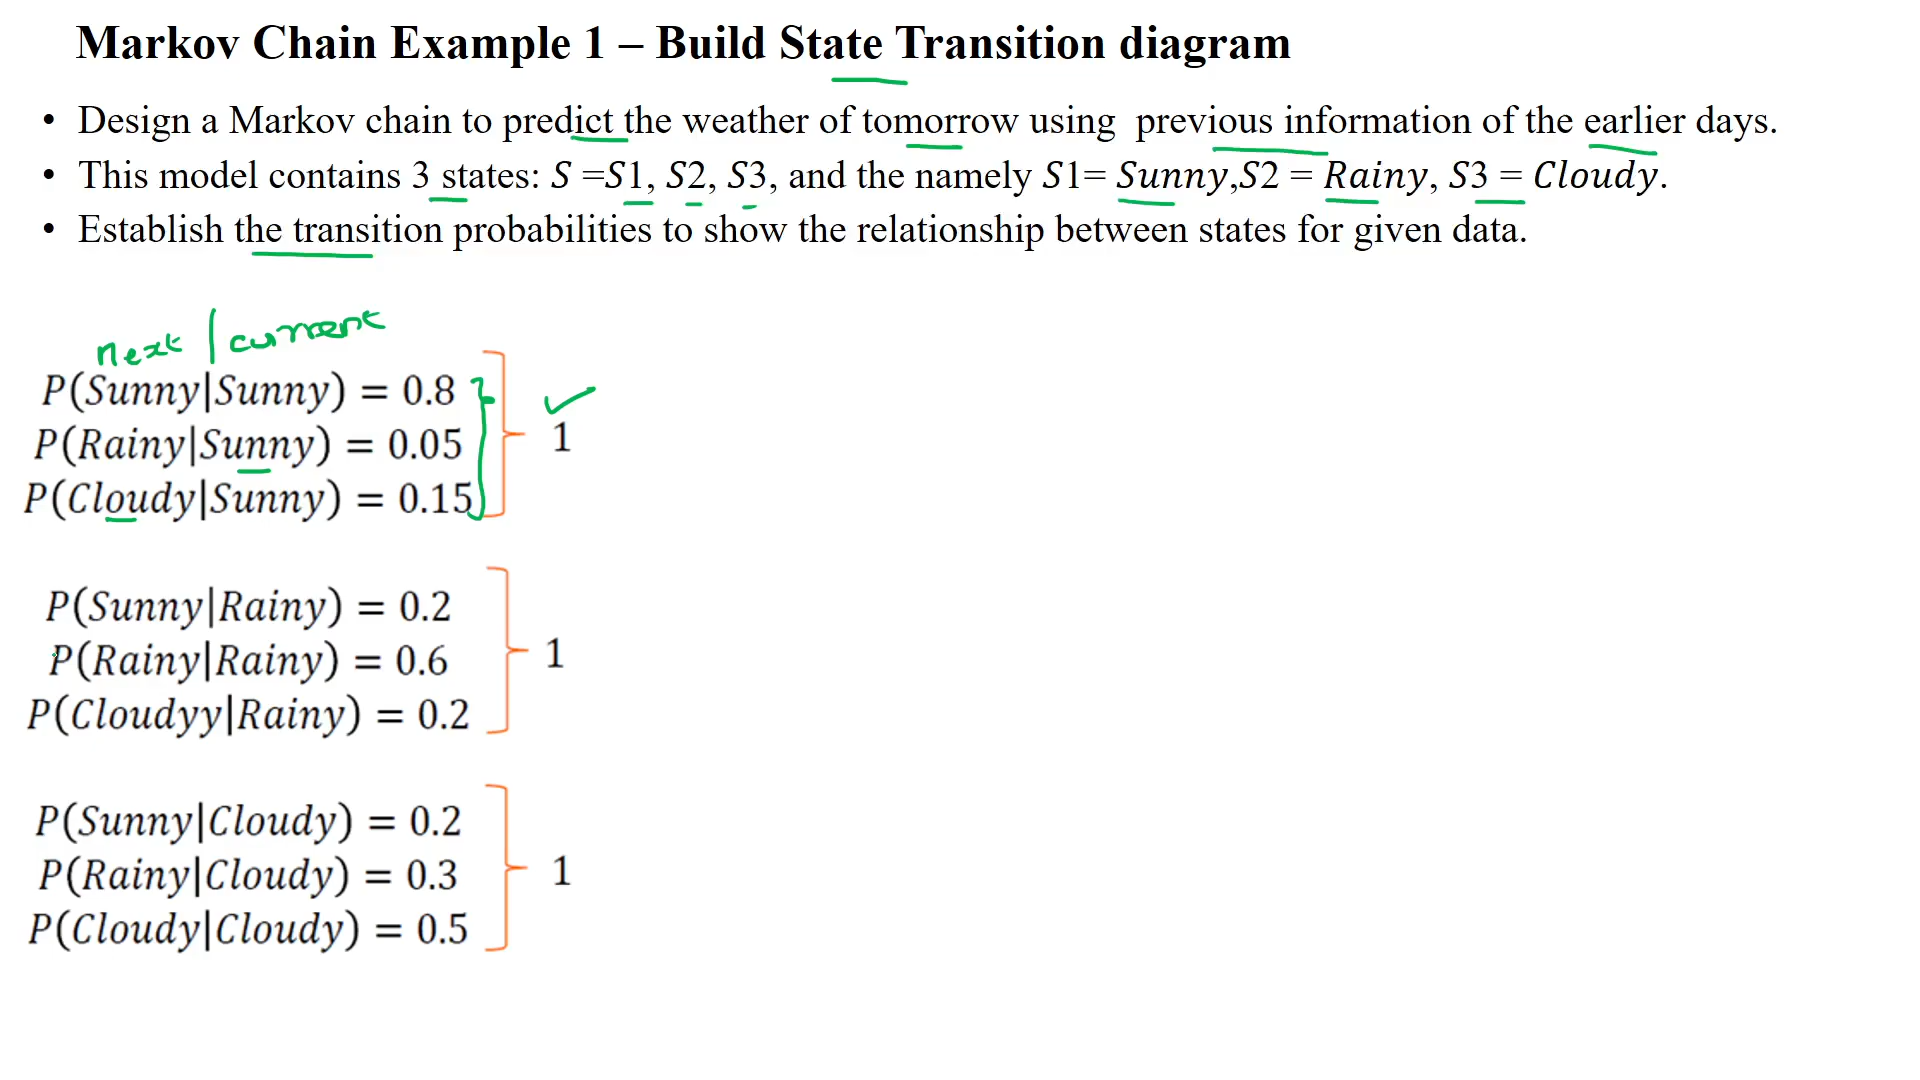 Markov Chain Example 1 – Build State Transition diagram
• Design a Markov chain to predict the weather of tomorrow using previous information of the earlier days.
• This model contains 3 states: S =S1, S2, S3, and the namely S1= Sunny,S2 = Rainy, S3 = Cloudy.
• Establish the transition probabilities to show the relationship between states for given data.
next | current
P(Sunny|Sunny) = 0.8
P(Rainy|Sunny) = 0.05
1
P(Cloudy|Sunny) = 0.15
P(Sunny|Rainy) = 0.2
P(Rainy|Rainy) = 0.6
1
P(Cloudyy|Rainy) = 0.2
P(Sunny|Cloudy) = 0.2
P(Rainy|Cloudy) = 0.3
1
P(Cloudy|Cloudy) = 0.5